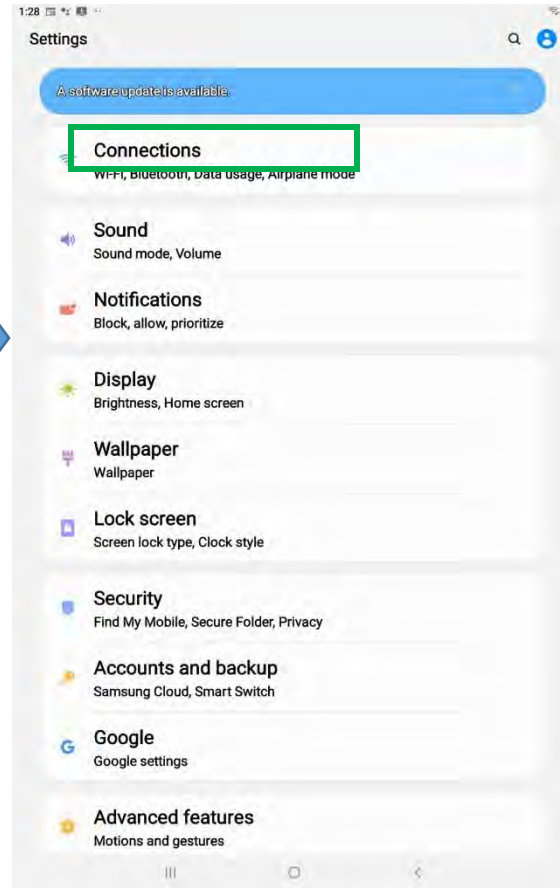 1:28
Settings
A software update is available.
Connections
Wi-Fi, Bluetooth, Data usage, Airplane mode
Sound
Sound mode, Volume
Notifications
Block, allow, prioritize
Display
Brightness, Home screen
Wallpaper
Wallpaper
Lock screen
Screen lock type, Clock style
Security
Find My Mobile, Secure Folder, Privacy
Accounts and backup
Samsung Cloud, Smart Switch
G Google
Google settings
Advanced features
Motions and gestures